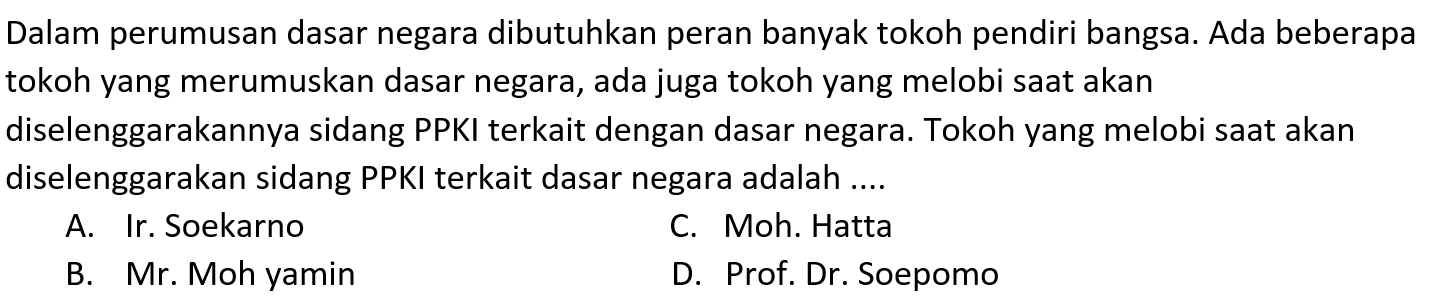 Dalam perumusan dasar negara dibutuhkan peran banyak tokoh pendiri bangsa. Ada beberapa
tokoh yang merumuskan dasar negara, ada juga tokoh yang melobi saat akan
diselenggarakannya sidang PPKI terkait dengan dasar negara. Tokoh yang melobi saat akan
diselenggarakan sidang PPKI terkait dasar negara adalah ....
A. Ir. Soekarno C. Moh. Hatta
B. Mr. Moh yamin D. Prof. Dr. Soepomo